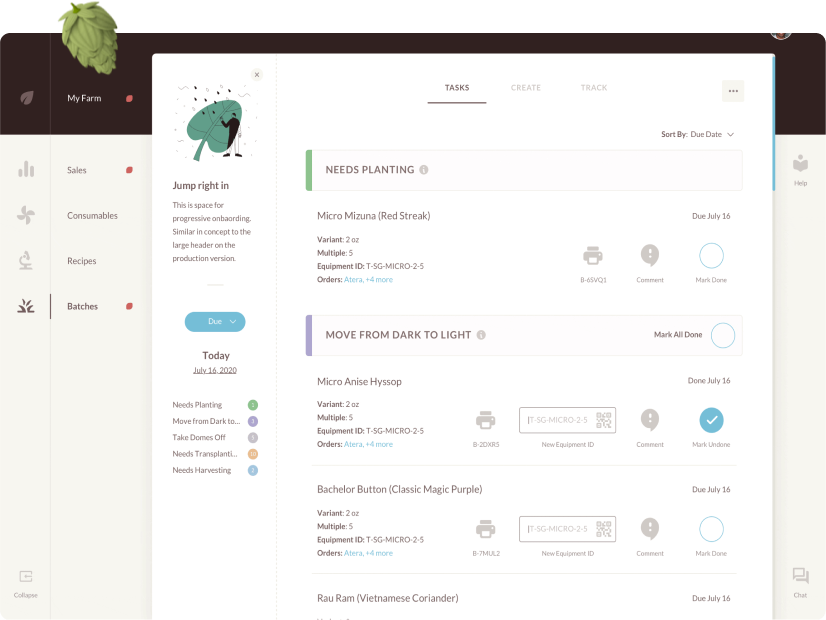 My Farm
Sales
Consumables
Recipes
Batches
Collapse
Jump right in
This is space for
progressive onbaording.
Similar in concept to the
large header on the
production version.
Due
Today
July 16, 2020
Needs Planting
Move from Dark to...
Take Domes Off
Needs Transplanti...
Needs Harvesting
TASKS
CREATE
TRACK
Sort By: Due Date
NEEDS PLANTING
Micro Mizuna (Red Streak)
Due July 16
Variant: 2 oz
Multiple: 5
Equipment ID: T-SG-MICRO-2-5
Orders: Atera, +4 more
B-6SVQ1
Comment
Mark Done
MOVE FROM DARK TO LIGHT
Mark All Done
Micro Anise Hyssop
Done July 16
Variant: 2 oz
Multiple: 5
Equipment ID: T-SG-MICRO-2-5
Orders: Atera, +4 more
B-2DXR5
T-SG-MICRO-2-5
New Equipment ID
Comment
Mark Undone
Bachelor Button (Classic Magic Purple)
Due July 16
Variant: 2 oz
Multiple: 5
Equipment ID: T-SG-MICRO-2-5
Orders: Atera, +4 more
B-7MUL2
T-SG-MICRO-2-5
New Equipment ID
Comment
Mark Done
Rau Ram (Vietnamese Coriander)
Due July 16
Help
Chat